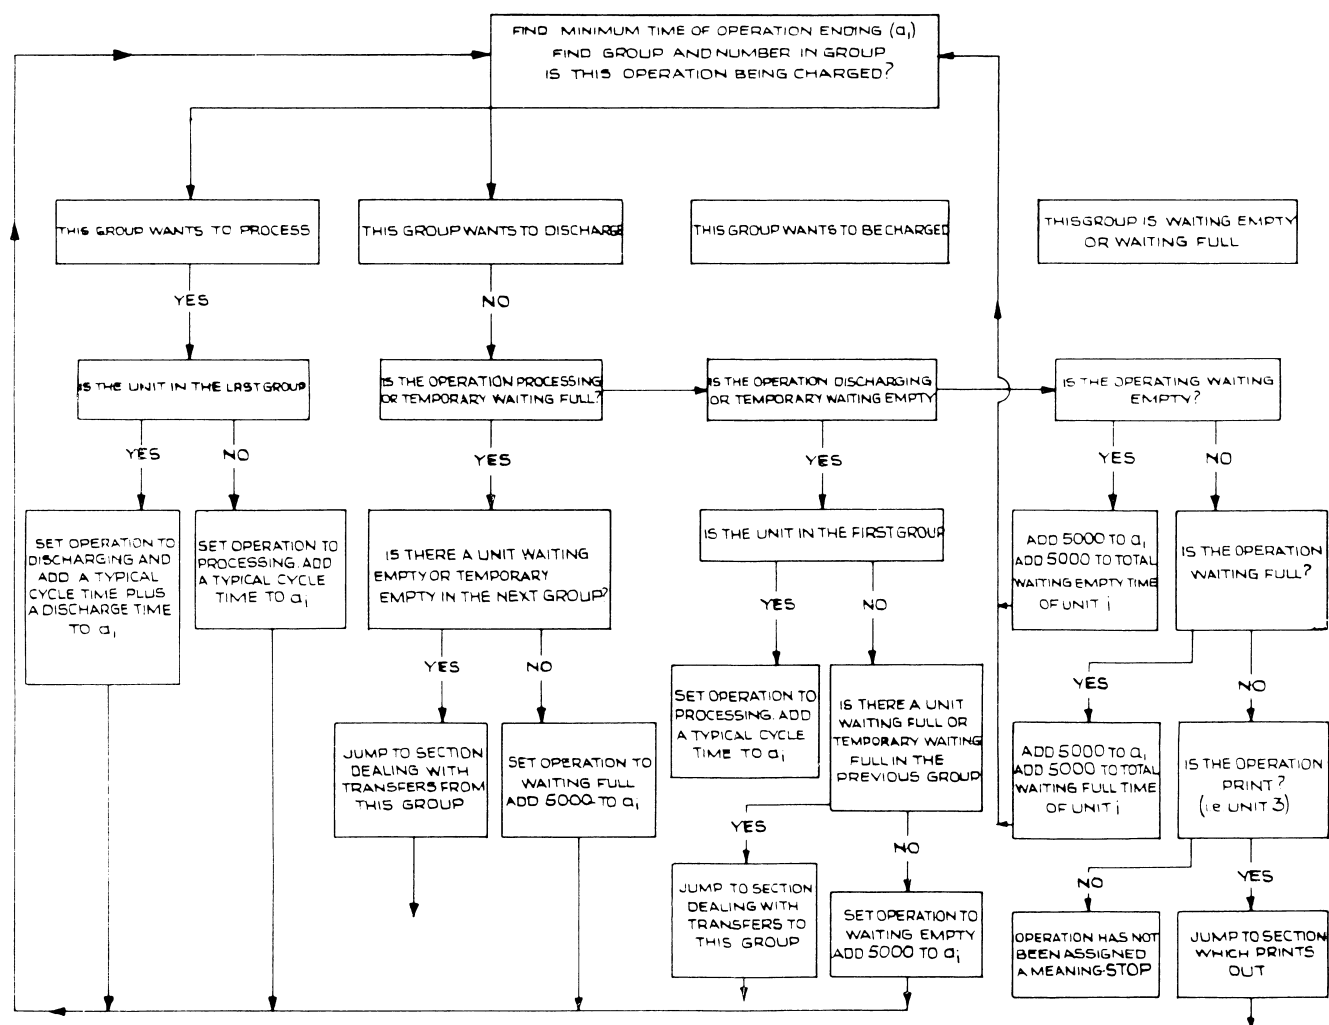 FIND MINIMUM TIME OF OPERATION ENDING (a₁)
FIND GROUP AND NUMBER IN GROUP
IS THIS OPERATION BEING CHARGED?
THIS GROUP WANTS TO PROCESS
THIS GROUP WANTS TO DISCHARGE
THIS GROUP WANTS TO BE CHARGED
THIS GROUP IS WAITING EMPTY
OR WAITING FULL
YES
NO
IS THE UNIT IN THE LAST GROUP
IS THE OPERATION PROCESSING
OR TEMPORARY WAITING FULL?
IS THE OPERATION DISCHARGING
OR TEMPORARY WAITING EMPTY
IS THE OPERATING WAITING
EMPTY?
YES
NO
YES
YES
YES
NO
SET OPERATION TO
DISCHARGING AND
ADD A TYPICAL
CYCLE TIME PLUS
A DISCHARGE TIME
TO a₁
SET OPERATION TO
PROCESSING. ADD
A TYPICAL CYCLE
TIME TO aᵢ
IS THERE A UNIT WAITING
EMPTY OR TEMPORARY
EMPTY IN THE NEXT GROUP?
IS THE UNIT IN THE FIRST GROUP
ADD 5000 TO a₁
ADD 5000 TO TOTAL
WAITING EMPTY TIME
OF UNIT i
IS THE OPERATION
WAITING FULL?
YES
NO
YES
NO
YES
NO
JUMP TO SECTION
DEALING WITH
TRANSFERS FROM
THIS GROUP
SET OPERATION TO
WAITING FULL
ADD 5000 TO aᵢ
SET OPERATION TO
PROCESSING. ADD
A TYPICAL CYCLE
TIME TO aᵢ
IS THERE A UNIT
WAITING FULL OR
TEMPORARY WAITING
FULL IN THE
PREVIOUS GROUP
ADD 5000 TO a₁
ADD 5000 TO TOTAL
WAITING FULL TIME
OF UNIT i
IS THE OPERATION
PRINT?
(i.e UNIT 3)
YES
NO
NO
YES
JUMP TO SECTION
DEALING WITH
TRANSFERS TO
THIS GROUP
SET OPERATION TO
WAITING EMPTY
ADD 5000 TO aᵢ
OPERATION HAS NOT
BEEN ASSIGNED
A MEANING-STOP
JUMP TO SECTION
WHICH PRINTS
OUT